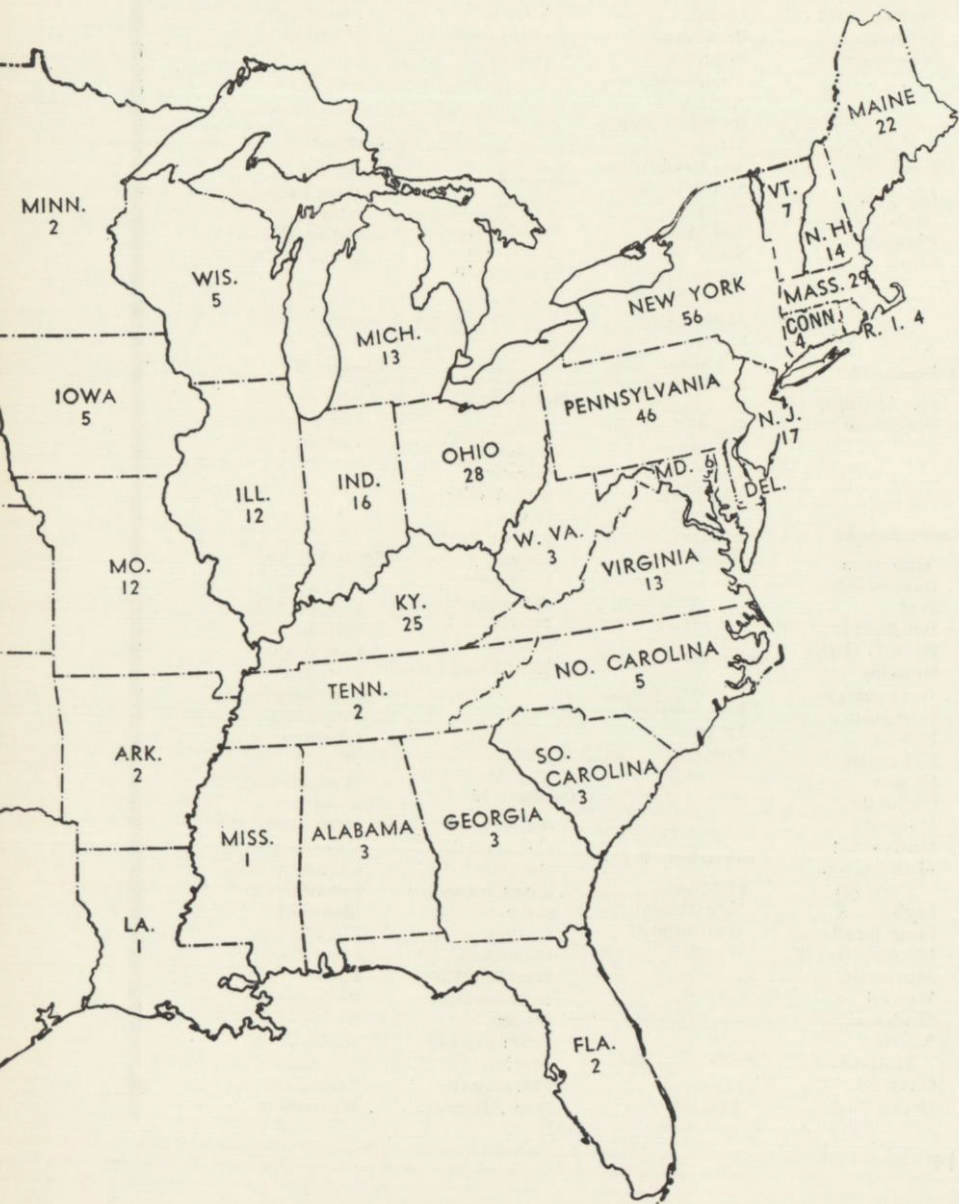 MAINE
22
VT.
7
N. H.
14
MINN.
2
WIS.
5
NEW YORK
56
MASS. 29
CONN.
4
R. I. 4
MICH.
13
IOWA
5
PENNSYLVANIA
46
N. J.
17
OHIO
28
IND.
16
ILL.
12
MD.
DEL.
W. VA.
3
VIRGINIA
13
MO.
12
KY.
25
NO. CAROLINA
5
TENN.
2
ARK.
2
SO.
CAROLINA
3
MISS.
1
ALABAMA
3
GEORGIA
3
LA.
1
FLA.
2